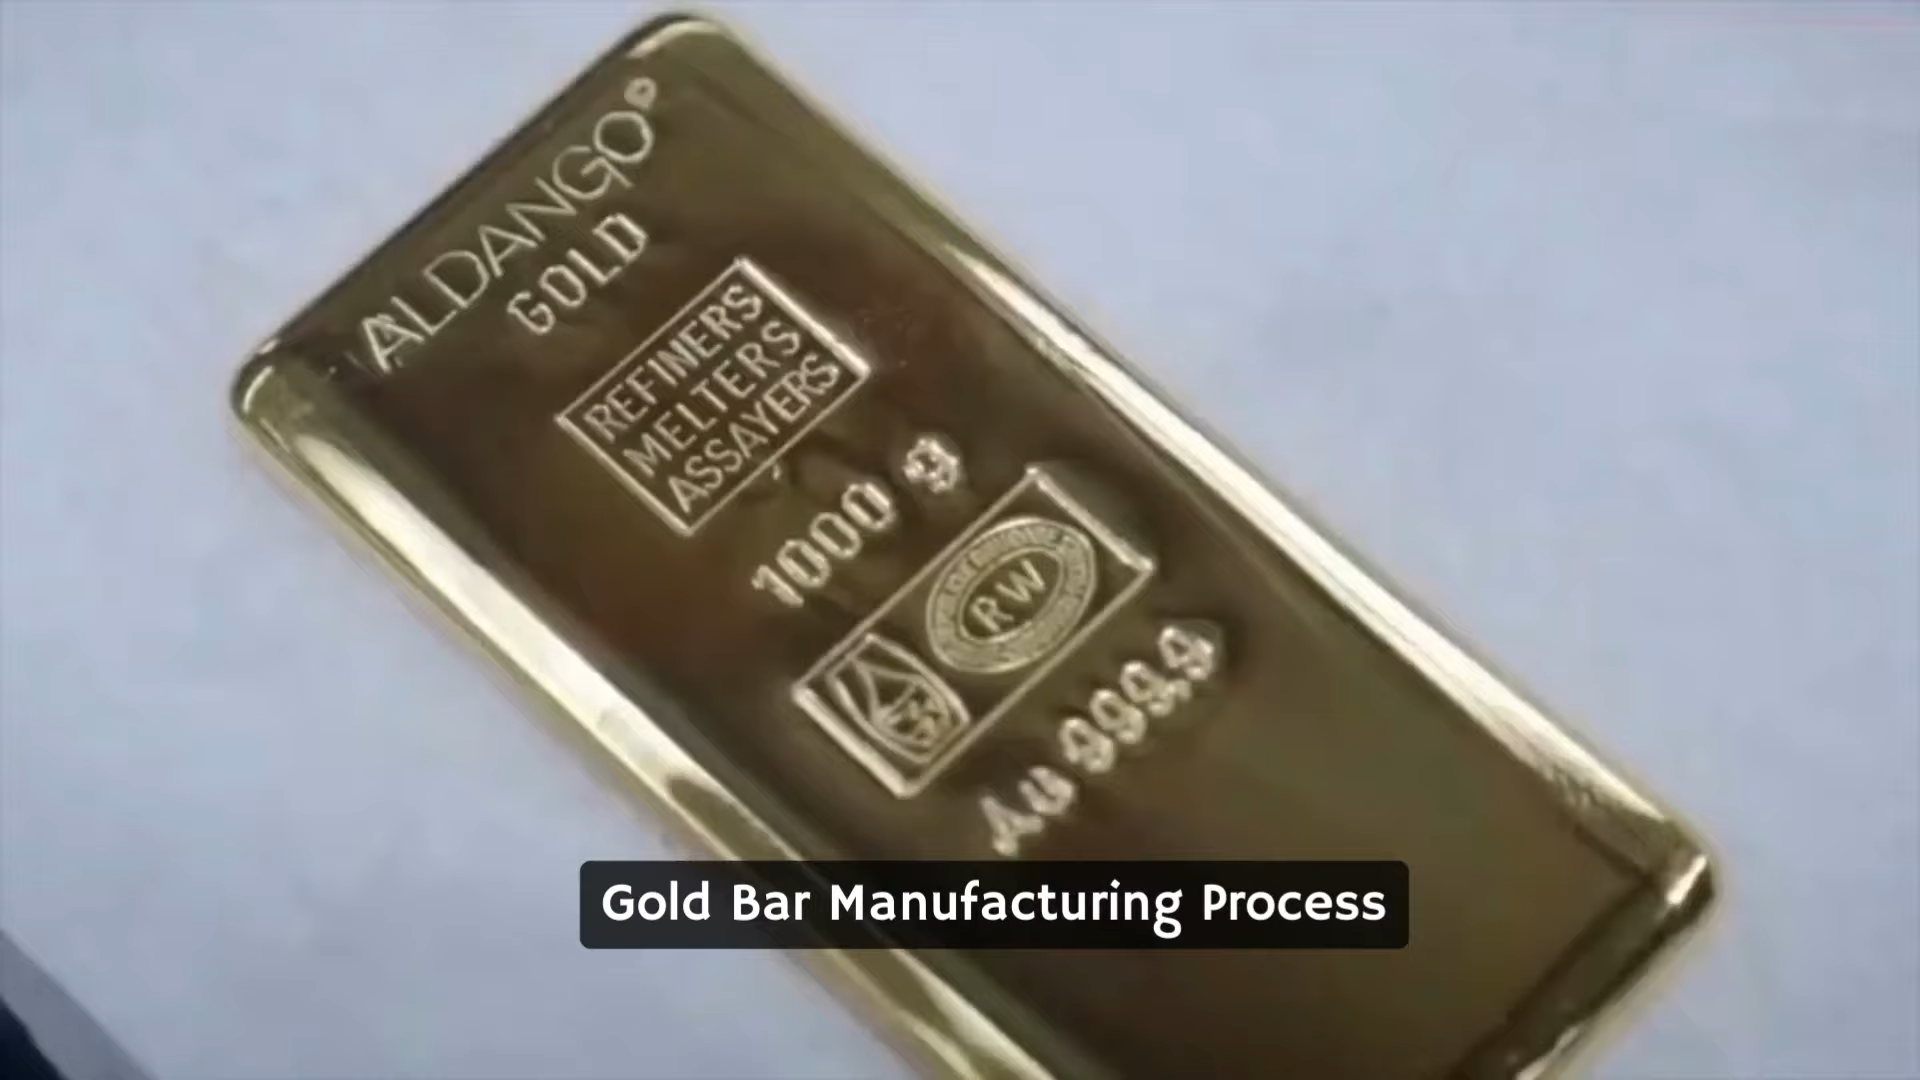 ALDANGO
GOLD
REFINERS
MELTERS
ASSAYERS
1000 g
RW
Au 999.9
Gold Bar Manufacturing Process